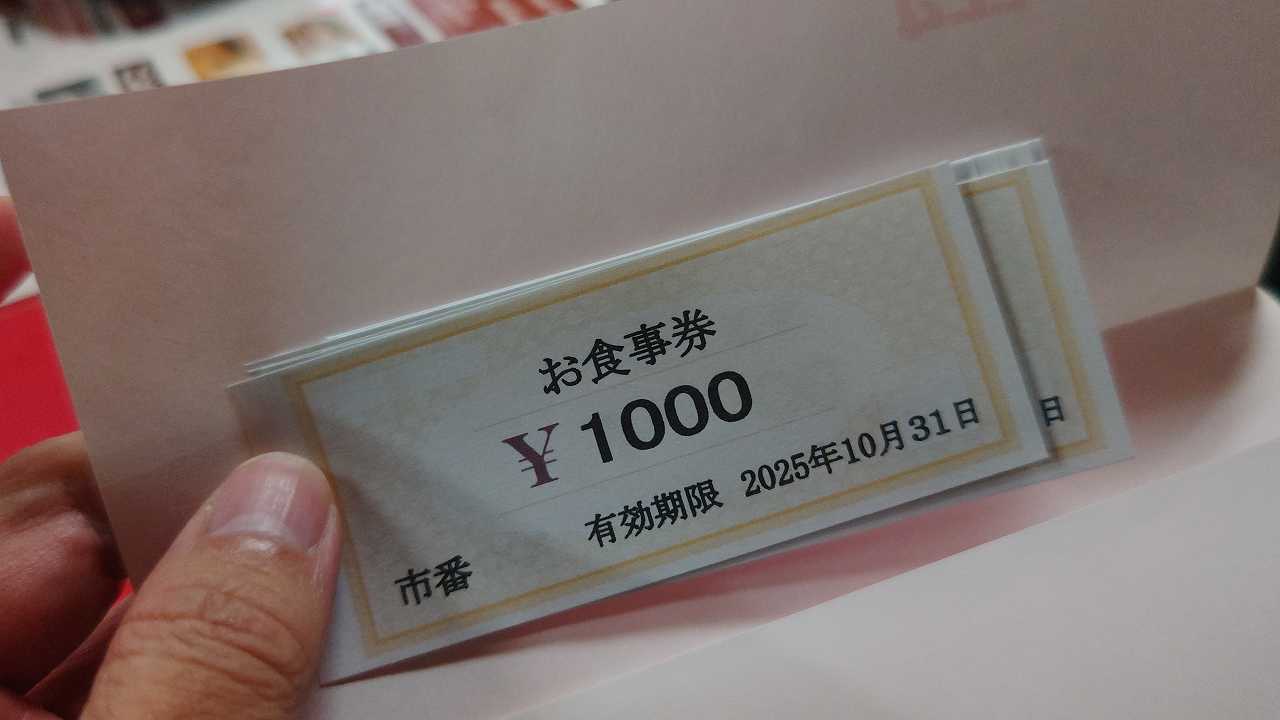 お食事券
¥1000
有効期限 2025年10月31日
市番
日